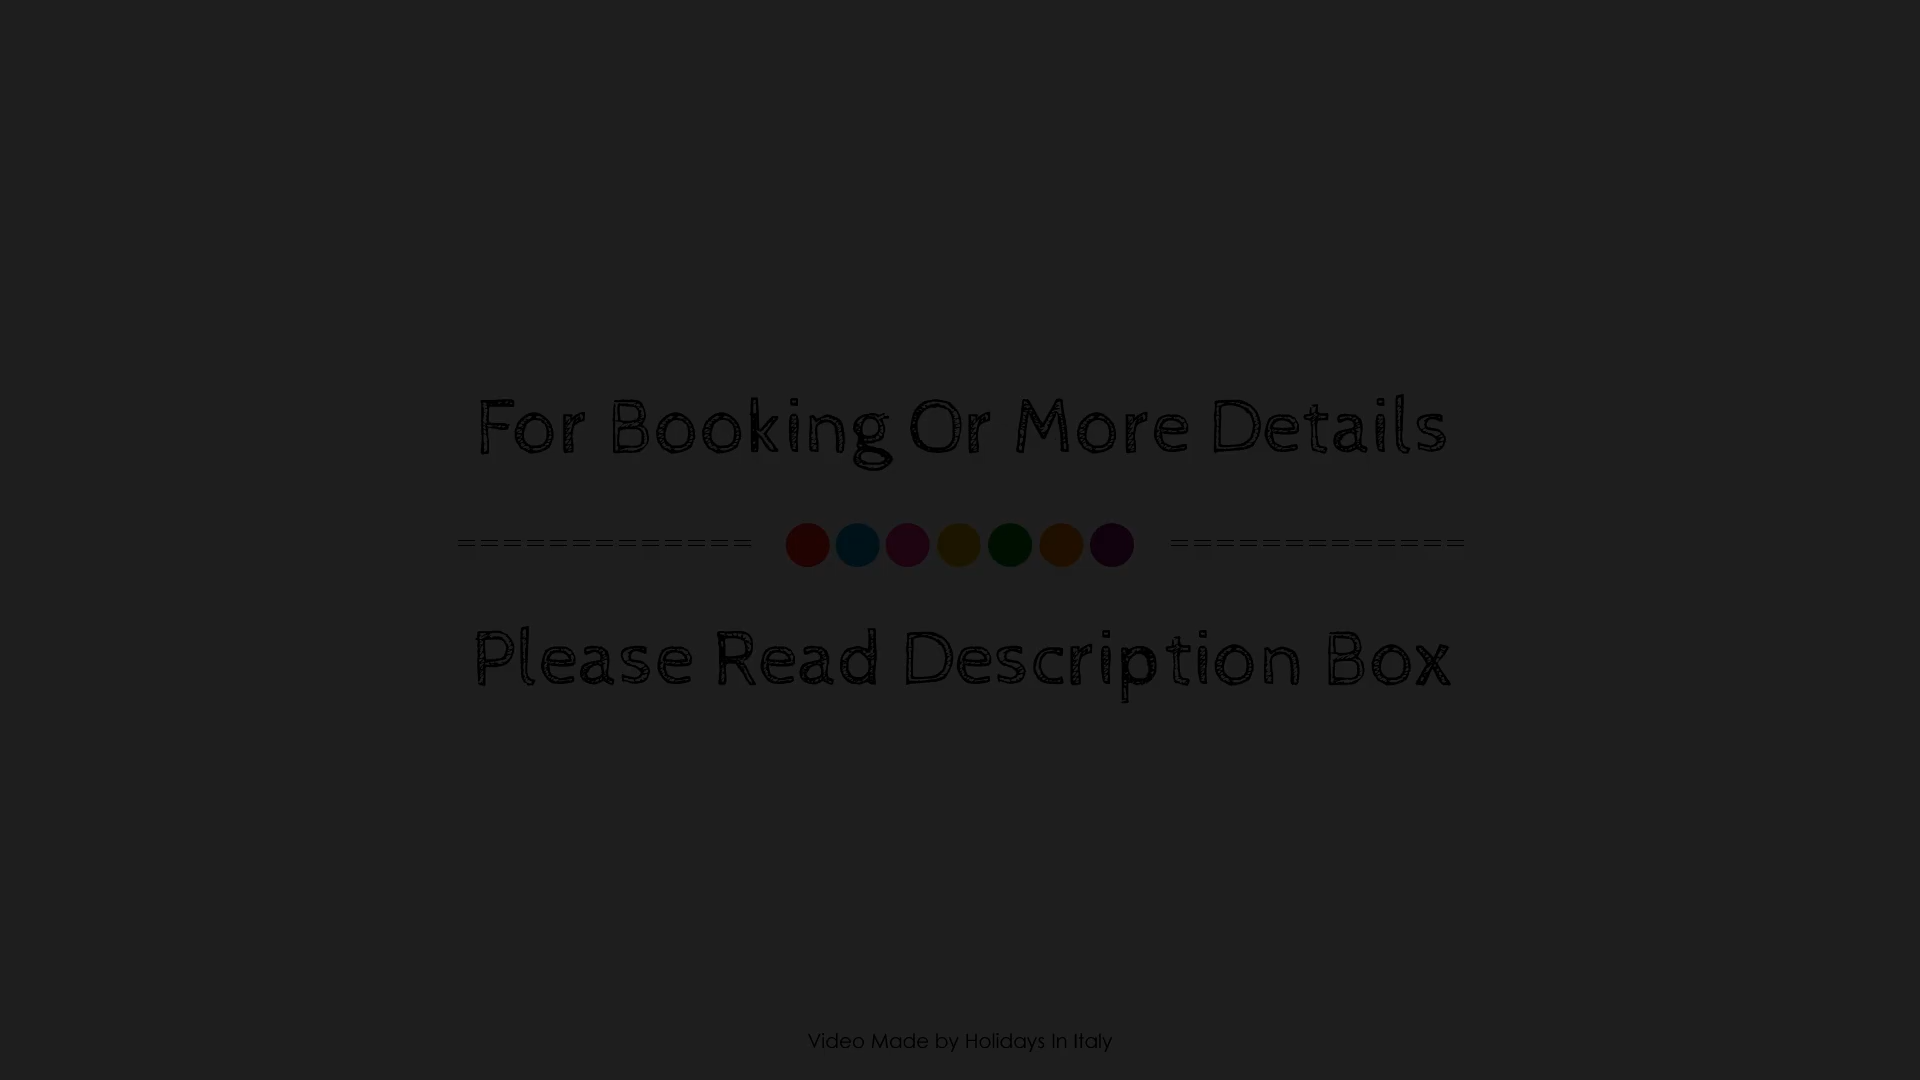 For Booking Or More Details
============= =============
Please Read Description Box
Video Made by Holidays In Italy